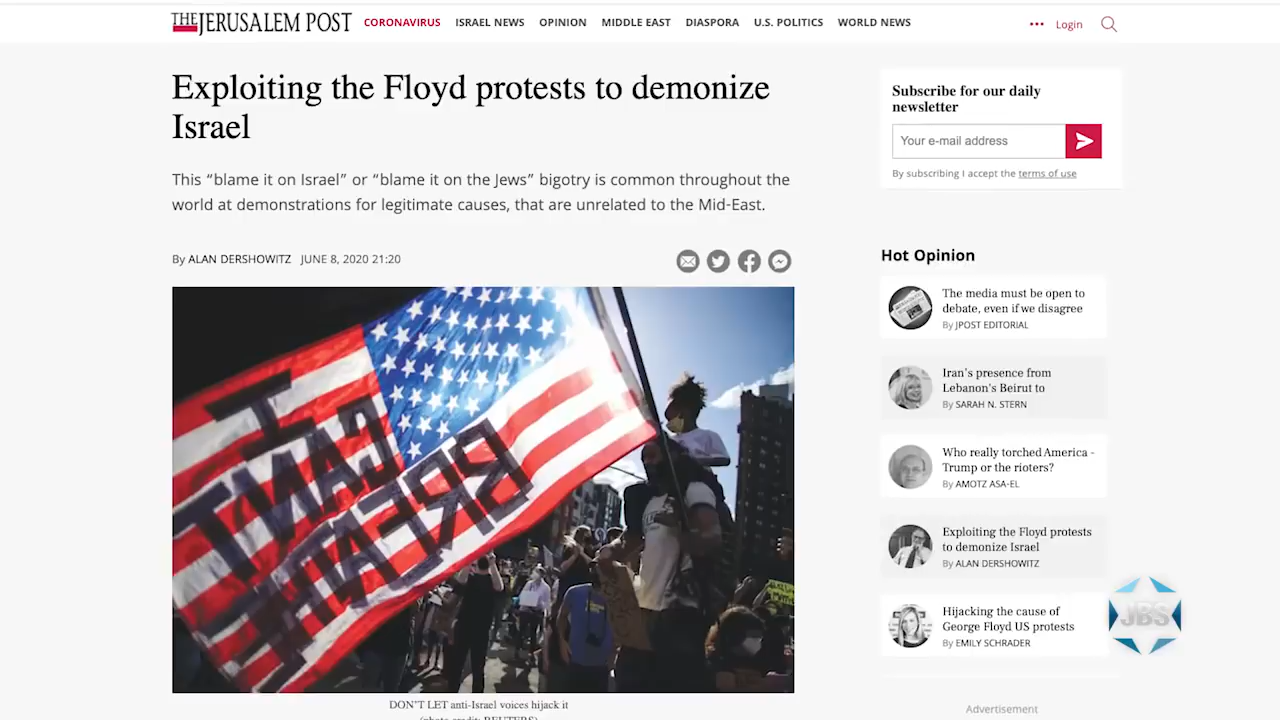 THE JERUSALEM POST
CORONAVIRUS ISRAEL NEWS OPINION MIDDLE EAST DIASPORA U.S. POLITICS WORLD NEWS
Login
Exploiting the Floyd protests to demonize
Israel
This “blame it on Israel” or “blame it on the Jews” bigotry is common throughout the
world at demonstrations for legitimate causes, that are unrelated to the Mid-East.
By ALAN DERSHOWITZ JUNE 8, 2020 21:20
I
CAN'T
BREATHE
DON'T LET anti-Israel voices hijack it
(photo credit: REUTERS)
Subscribe for our daily
newsletter
Your e-mail address
By subscribing I accept the terms of use
Hot Opinion
The media must be open to
debate, even if we disagree
By JPOST EDITORIAL
Iran's presence from
Lebanon's Beirut to
By SARAH N. STERN
Who really torched America -
Trump or the rioters?
By AMOTZ ASA-EL
Exploiting the Floyd protests
to demonize Israel
By ALAN DERSHOWITZ
Hijacking the cause of
George Floyd US protests
By EMILY SCHRADER
JBS
Advertisement